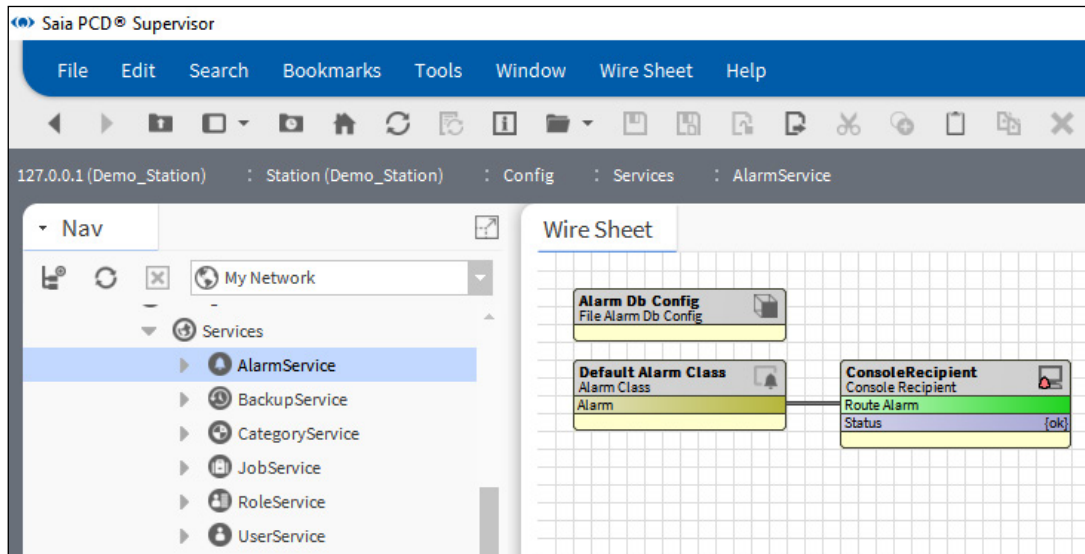 Saia PCD® Supervisor
File Edit Search Bookmarks Tools Window Wire Sheet Help
127.0.0.1 (Demo_Station) : Station (Demo_Station) : Config : Services : AlarmService
Nav
My Network
Services
AlarmService
BackupService
CategoryService
JobService
RoleService
UserService
Wire Sheet
Alarm Db Config
File Alarm Db Config
Default Alarm Class
Alarm Class
Alarm
ConsoleRecipient
Console Recipient
Route Alarm
Status {ok}